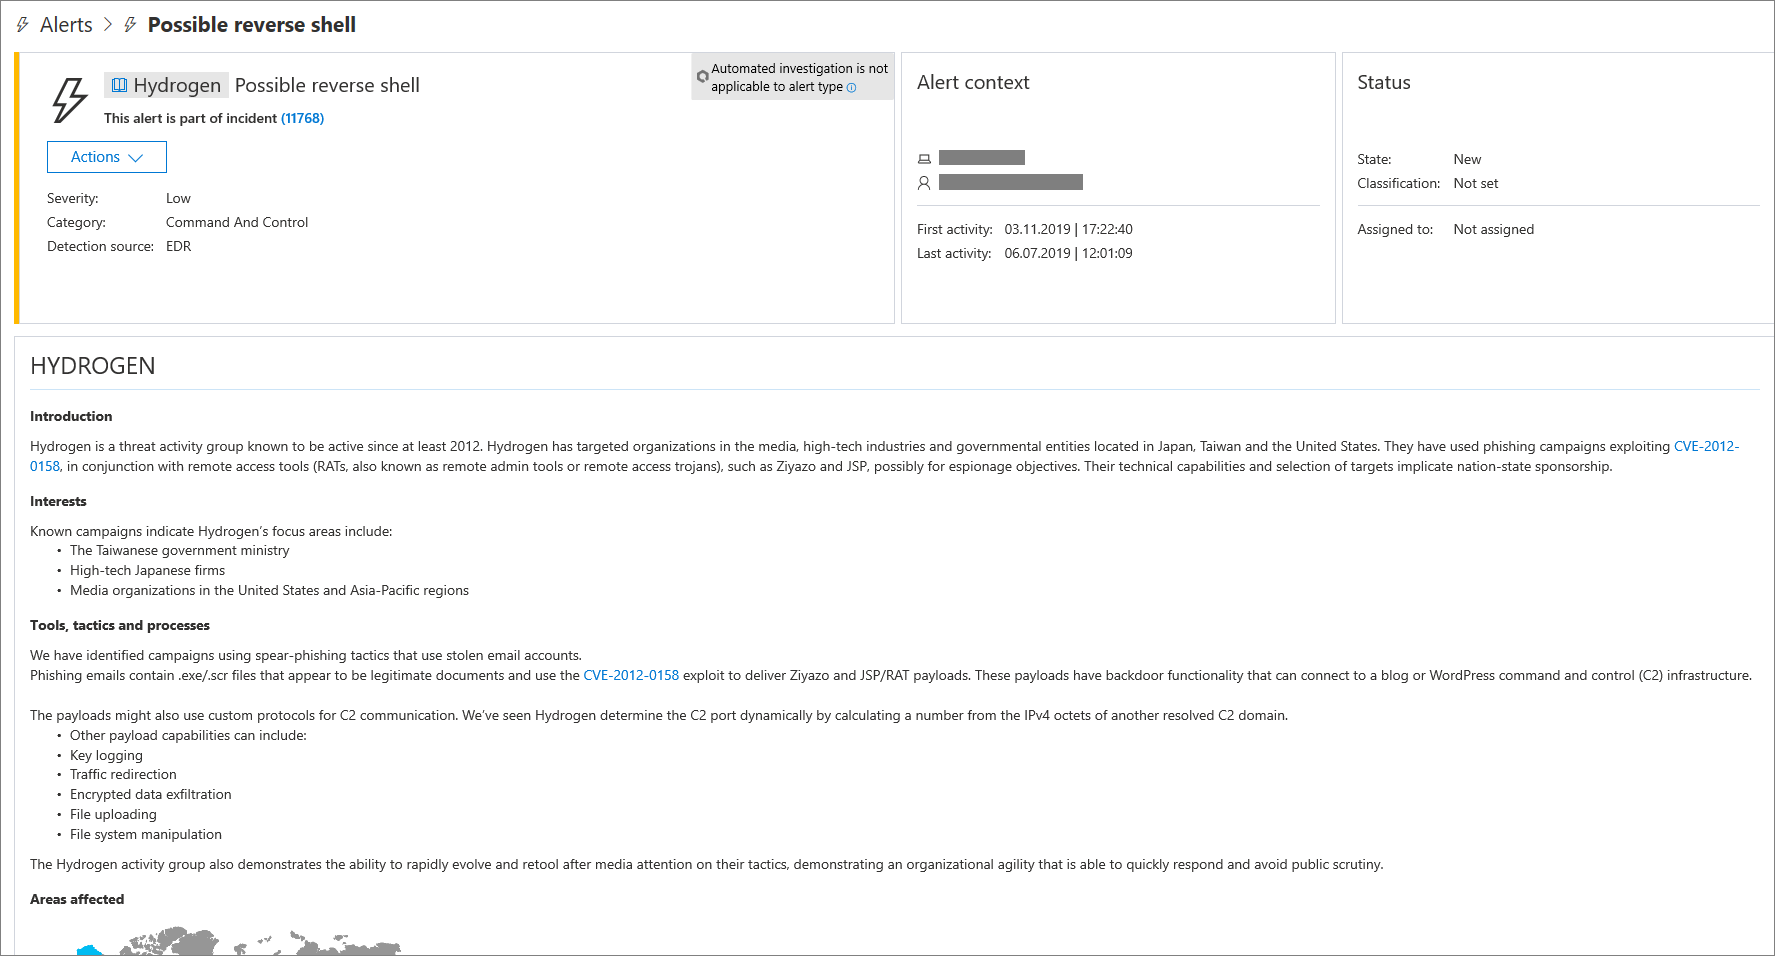 Alerts > Possible reverse shell
Hydrogen Possible reverse shell
This alert is part of incident (11768)
Automated investigation is not
applicable to alert type
Actions
Severity: Low
Category: Command And Control
Detection source: EDR
Alert context
First activity: 03.11.2019 | 17:22:40
Last activity: 06.07.2019 | 12:01:09
Status
State: New
Classification: Not set
Assigned to: Not assigned
HYDROGEN
Introduction
Hydrogen is a threat activity group known to be active since at least 2012. Hydrogen has targeted organizations in the media, high-tech industries and governmental entities located in Japan, Taiwan and the United States. They have used phishing campaigns exploiting CVE-2012-
0158, in conjunction with remote access tools (RATs, also known as remote admin tools or remote access trojans), such as Ziyazo and JSP, possibly for espionage objectives. Their technical capabilities and selection of targets implicate nation-state sponsorship.
Interests
Known campaigns indicate Hydrogen’s focus areas include:
• The Taiwanese government ministry
• High-tech Japanese firms
• Media organizations in the United States and Asia-Pacific regions
Tools, tactics and processes
We have identified campaigns using spear-phishing tactics that use stolen email accounts.
Phishing emails contain .exe/.scr files that appear to be legitimate documents and use the CVE-2012-0158 exploit to deliver Ziyazo and JSP/RAT payloads. These payloads have backdoor functionality that can connect to a blog or WordPress command and control (C2) infrastructure.
The payloads might also use custom protocols for C2 communication. We’ve seen Hydrogen determine the C2 port dynamically by calculating a number from the IPv4 octets of another resolved C2 domain.
• Other payload capabilities can include:
• Key logging
• Traffic redirection
• Encrypted data exfiltration
• File uploading
• File system manipulation
The Hydrogen activity group also demonstrates the ability to rapidly evolve and retool after media attention on their tactics, demonstrating an organizational agility that is able to quickly respond and avoid public scrutiny.
Areas affected